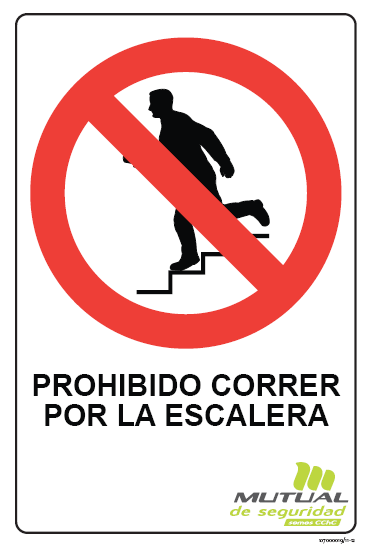 PROHIBIDO CORRER
POR LA ESCALERA
MUTUAL
de seguridad
somos CChC